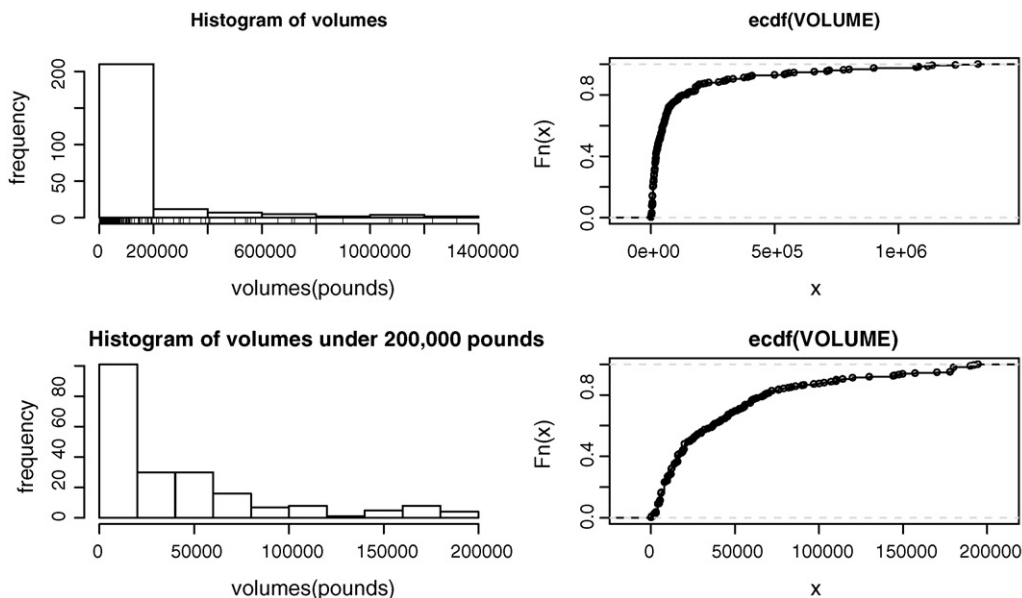 Histogram of volumes
frequency
200
100
50
0
0 200000 600000 1000000 1400000
volumes(pounds)
ecdf(VOLUME)
Fn(x)
0.8
0.4
0.0
0e+00 5e+05 1e+06
x
Histogram of volumes under 200,000 pounds
frequency
80
60
40
20
0
0 50000 100000 150000 200000
volumes(pounds)
ecdf(VOLUME)
Fn(x)
0.8
0.4
0.0
0 50000 100000 150000 200000
x